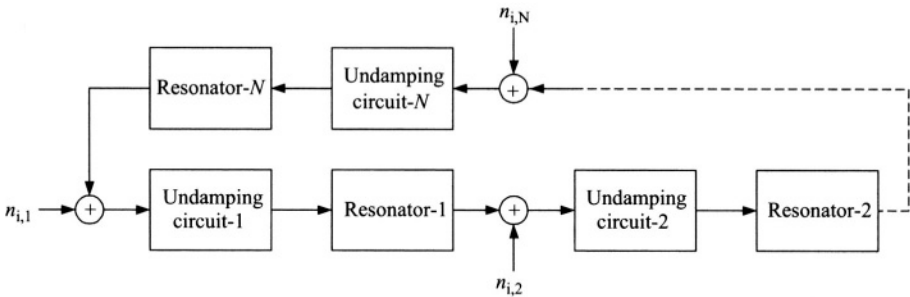 n_{i,N}
Resonator-N
Undamping
circuit-N
+
n_{i,1}
+
Undamping
circuit-1
Resonator-1
+
Undamping
circuit-2
Resonator-2
n_{i,2}